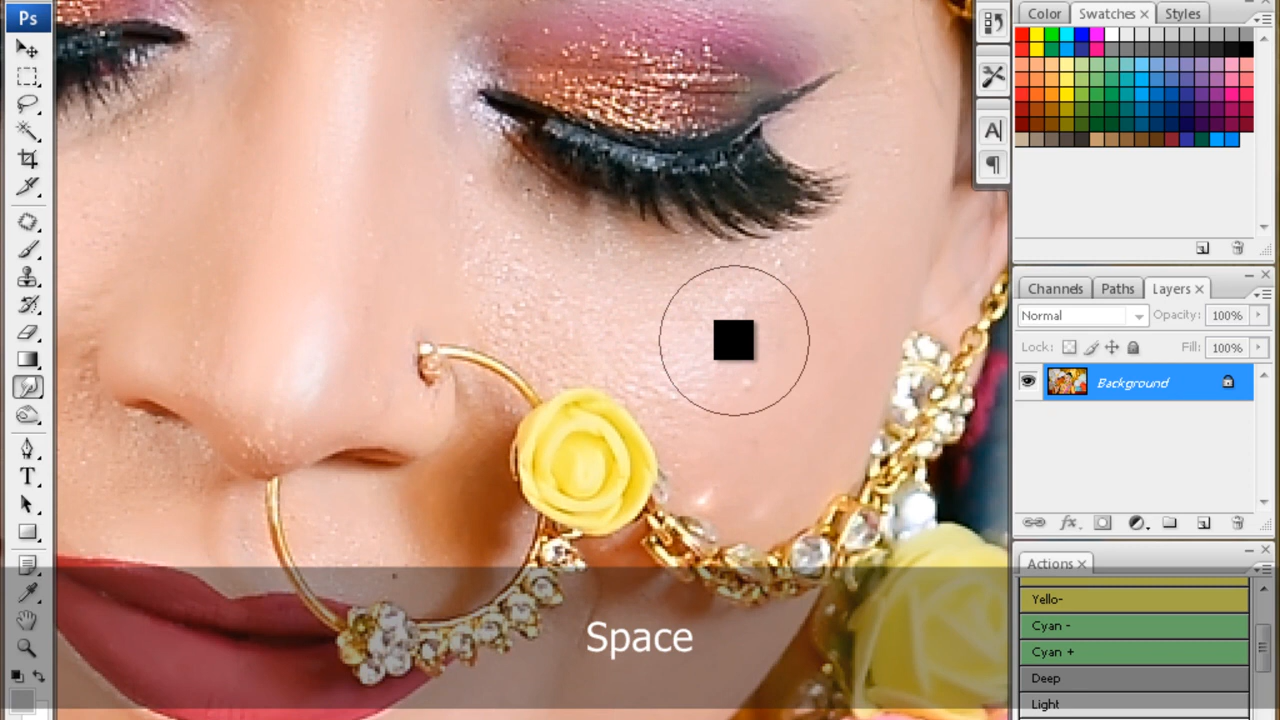 Ps
Color Swatches × Styles
A
¶
Channels Paths Layers ×
Normal Opacity: 100%
Lock: Fill: 100%
Background
fx
T
Actions ×
Yello-
Cyan -
Cyan +
Deep
Light
Space